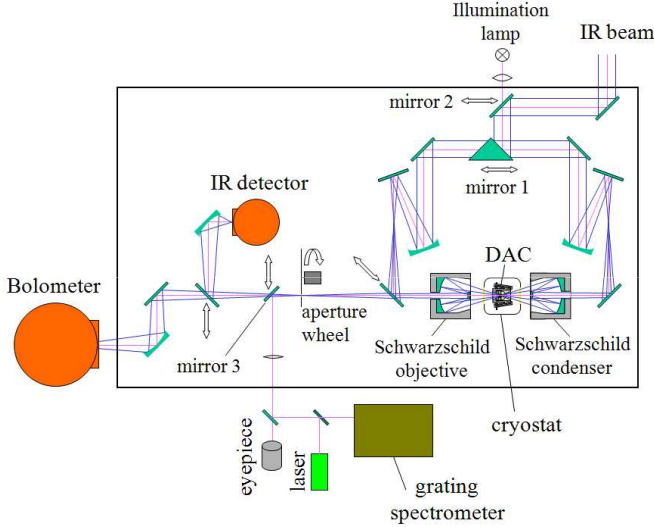 Illumination
lamp
IR beam
mirror 2
mirror 1
IR detector
DAC
Bolometer
aperture
wheel
mirror 3
Schwarzschild
objective
Schwarzschild
condenser
cryostat
eyepiece
laser
grating
spectrometer